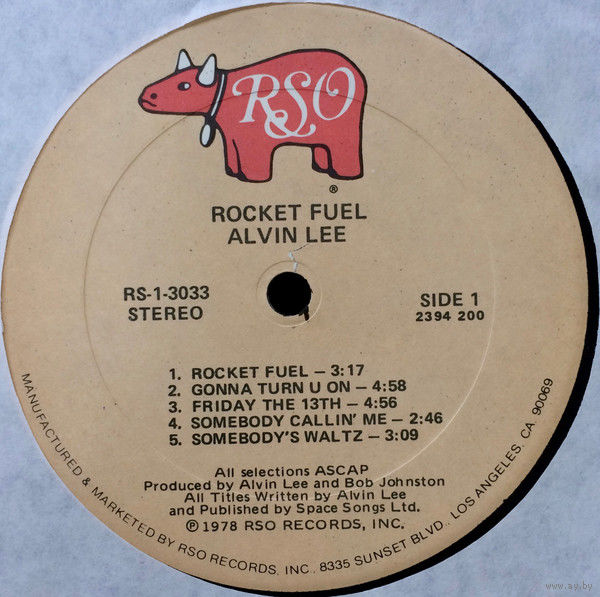 RSO
®
ROCKET FUEL
ALVIN LEE
RS-1-3033
STEREO
SIDE 1
2394 200
1. ROCKET FUEL – 3:17
2. GONNA TURN U ON – 4:58
3. FRIDAY THE 13TH – 4:56
4. SOMEBODY CALLIN' ME – 2:46
5. SOMEBODY'S WALTZ – 3:09
All selections ASCAP
Produced by Alvin Lee and Bob Johnston
All Titles Written by Alvin Lee
and Published by Space Songs Ltd.
℗ 1978 RSO RECORDS, INC.
MANUFACTURED & MARKETED BY RSO RECORDS, INC., 8335 SUNSET BLVD., LOS ANGELES, CA. 90069
www.ay.by